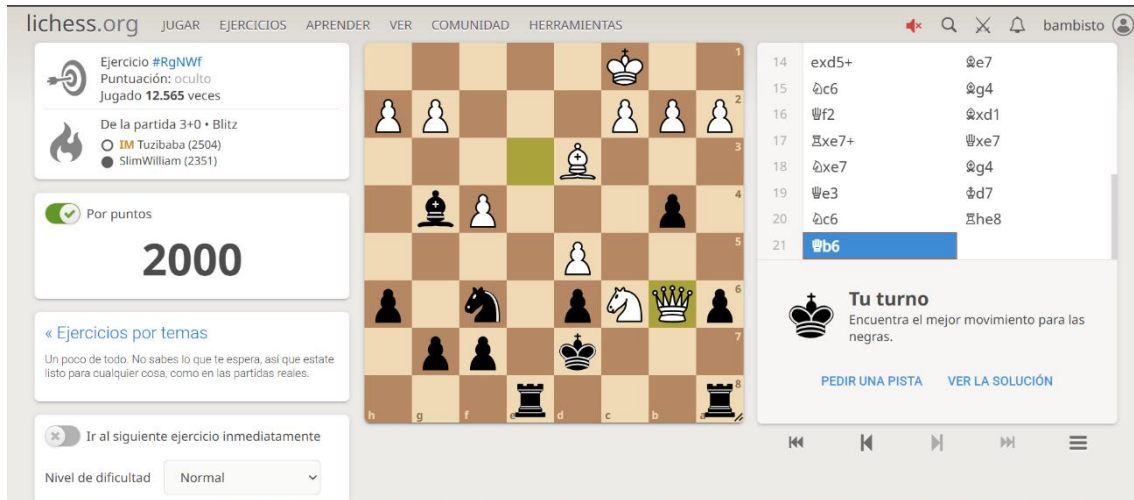 lichess.org JUGAR EJERCICIOS APRENDER VER COMUNIDAD HERRAMIENTAS bambisto
Ejercicio #RgNWf
Puntuación: oculto
Jugado 12.565 veces
De la partida 3+0 • Blitz
IM Tuzibaba (2504)
SlimWilliam (2351)
Por puntos
2000
« Ejercicios por temas
Un poco de todo. No sabes lo que te espera, así que estate
listo para cualquier cosa, como en las partidas reales.
Ir al siguiente ejercicio inmediatamente
Nivel de dificultad Normal
1
2
3
4
5
6
7
8
h g f e d c b a
14 exd5+ ♗e7
15 ♘c6 ♗g4
16 ♕f2 ♗xd1
17 ♖xe7+ ♕xe7
18 ♘xe7 ♗g4
19 ♕e3 ♔d7
20 ♘c6 ♖he8
21 ♕b6
Tu turno
Encuentra el mejor movimiento para las
negras.
PEDIR UNA PISTA VER LA SOLUCIÓN